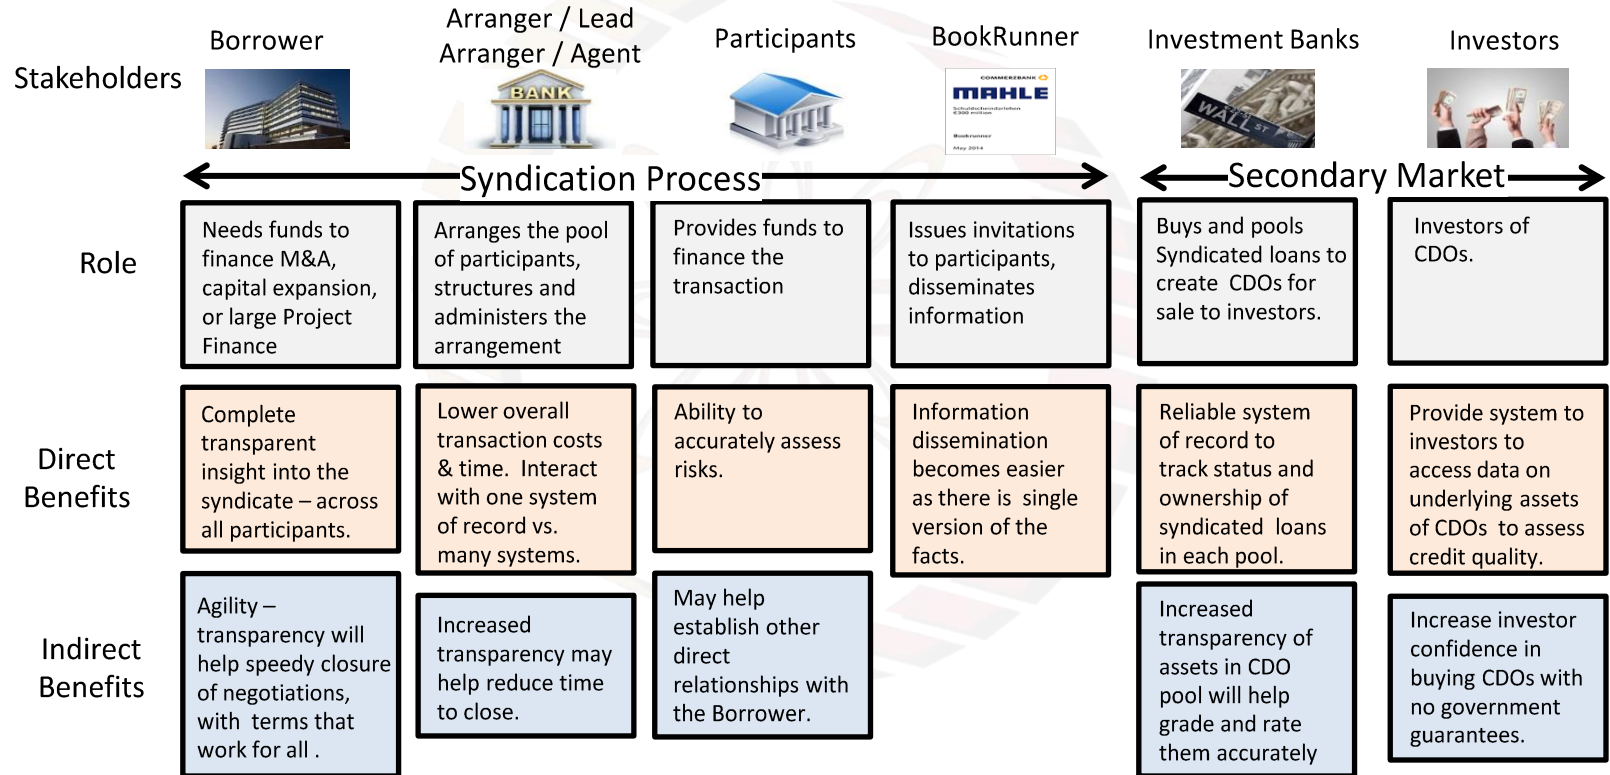 Stakeholders
Borrower
Arranger / Lead
Arranger / Agent
Participants
BookRunner
Investment Banks
Investors
BANK
COMMERZBANK
MAHLE
Schuldscheindarlehen
€300 million
Bookrunner
May 2014
WALL ST
Syndication Process
Secondary Market
Role
Needs funds to
finance M&A,
capital expansion,
or large Project
Finance
Arranges the pool
of participants,
structures and
administers the
arrangement
Provides funds to
finance the
transaction
Issues invitations
to participants,
disseminates
information
Buys and pools
Syndicated loans to
create CDOs for
sale to investors.
Investors of
CDOs.
Direct
Benefits
Complete
transparent
insight into the
syndicate – across
all participants.
Lower overall
transaction costs
& time. Interact
with one system
of record vs.
many systems.
Ability to
accurately assess
risks.
Information
dissemination
becomes easier
as there is single
version of the
facts.
Reliable system
of record to
track status and
ownership of
syndicated loans
in each pool.
Provide system to
investors to
access data on
underlying assets
of CDOs to assess
credit quality.
Indirect
Benefits
Agility –
transparency will
help speedy closure
of negotiations,
with terms that
work for all .
Increased
transparency may
help reduce time
to close.
May help
establish other
direct
relationships with
the Borrower.
Increased
transparency of
assets in CDO
pool will help
grade and rate
them accurately
Increase investor
confidence in
buying CDOs with
no government
guarantees.